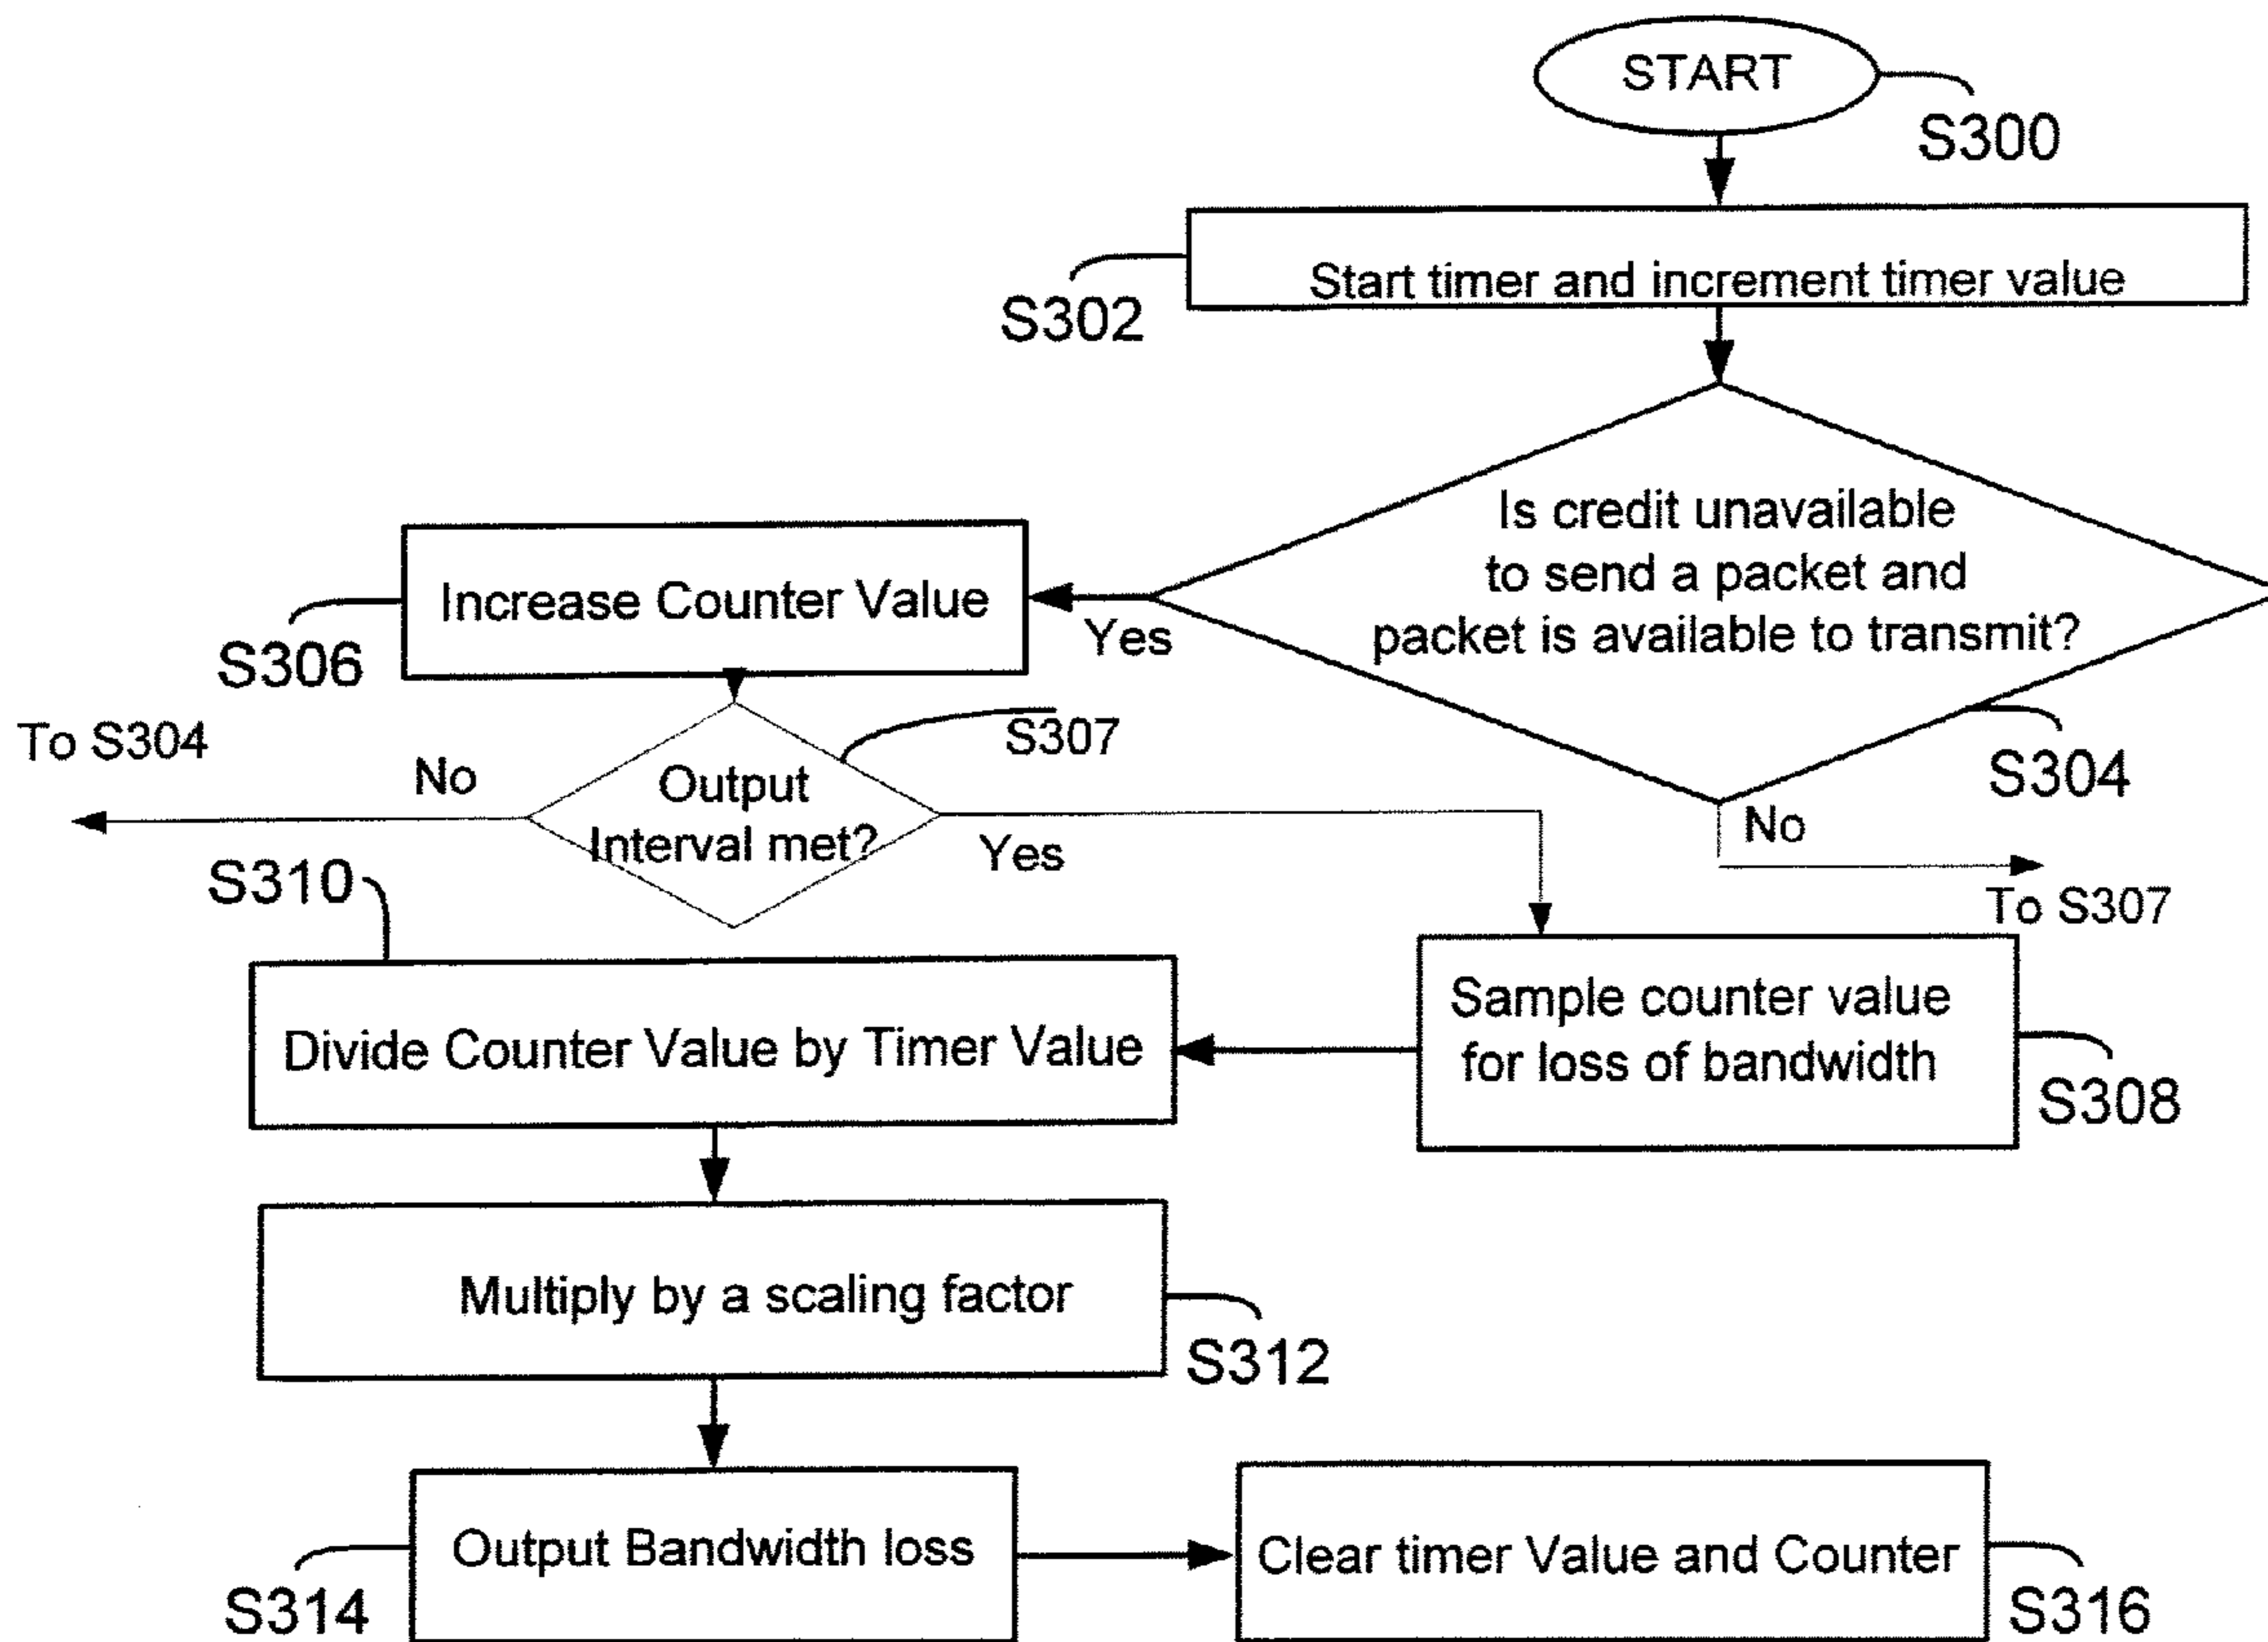 START
S300
Start timer and increment timer value
S302
Is credit unavailable
to send a packet and
packet is available to transmit?
S304
Yes
Increase Counter Value
S306
No
To S307
S307
Output
Interval met?
No
To S304
Yes
Sample counter value
for loss of bandwidth
S308
S310
Divide Counter Value by Timer Value
Multiply by a scaling factor
S312
Output Bandwidth loss
S314
Clear timer Value and Counter
S316